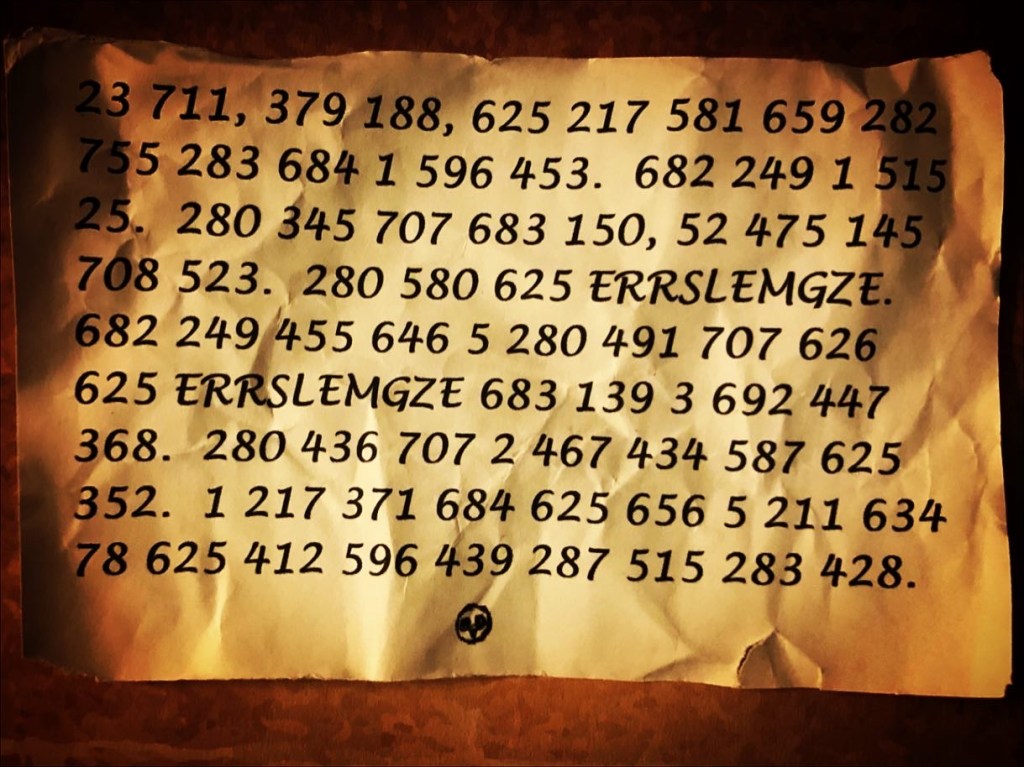 23 711, 379 188, 625 217 581 659 282
755 283 684 1 596 453. 682 249 1 515
25. 280 345 707 683 150, 52 475 145
708 523. 280 580 625 ERRSLEMGZE.
682 249 455 646 5 280 491 707 626
625 ERRSLEMGZE 683 139 3 692 447
368. 280 436 707 2 467 434 587 625
352. 1 217 371 684 625 656 5 211 634
78 625 412 596 439 287 515 283 428.